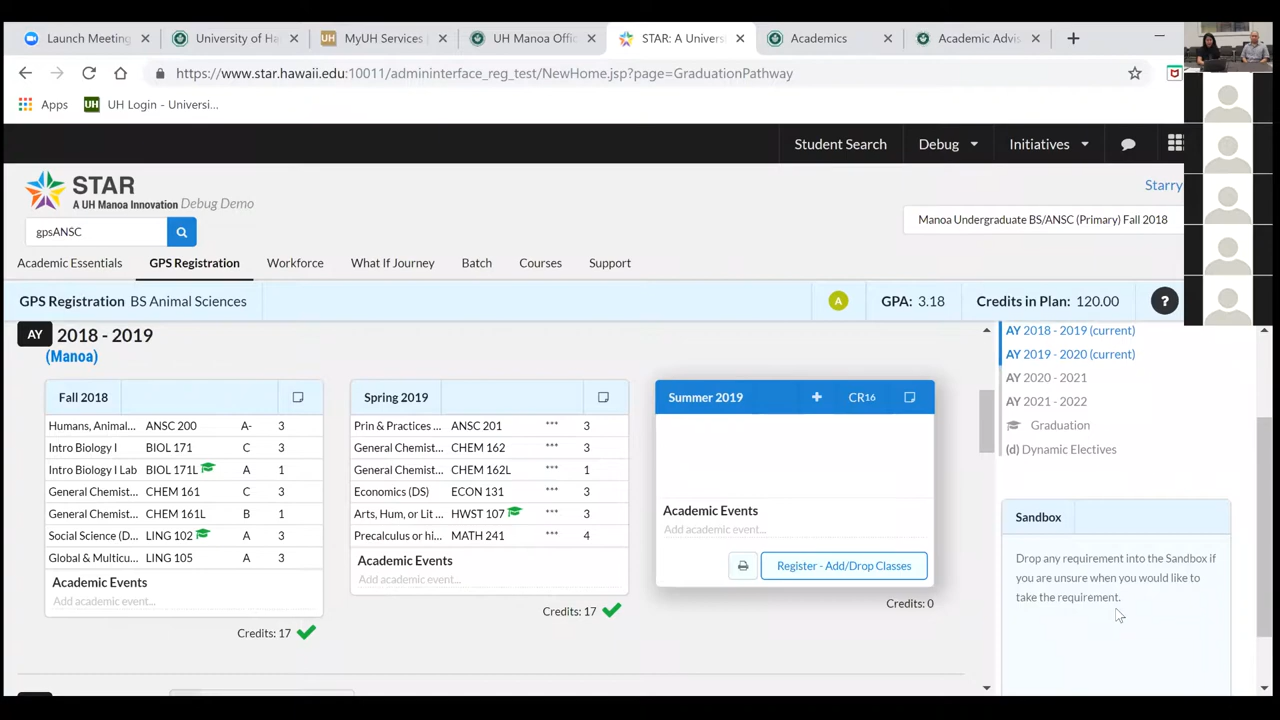 Launch Meeting
University of Ha
MyUH Services |
UH Manoa Offic
STAR: A Univers
Academics
Academic Advis
https://www.star.hawaii.edu:10011/admininterface_reg_test/NewHome.jsp?page=GraduationPathway
Apps UH UH Login - Universi...
Student Search Debug Initiatives
STAR
A UH Manoa Innovation Debug Demo
Starry
gpsANSC
Manoa Undergraduate BS/ANSC (Primary) Fall 2018
Academic Essentials GPS Registration Workforce What If Journey Batch Courses Support
GPS Registration BS Animal Sciences A GPA: 3.18 Credits in Plan: 120.00 ?
AY 2018 - 2019
(Manoa)
Fall 2018
Humans, Animal... ANSC 200 A- 3
Intro Biology I BIOL 171 C 3
Intro Biology I Lab BIOL 171L A 1
General Chemist... CHEM 161 C 3
General Chemist... CHEM 161L B 1
Social Science (D... LING 102 A 3
Global & Multicu... LING 105 A 3
Academic Events
Add academic event...
Credits: 17
Spring 2019
Prin & Practices ... ANSC 201 *** 3
General Chemist... CHEM 162 *** 3
General Chemist... CHEM 162L *** 1
Economics (DS) ECON 131 *** 3
Arts, Hum, or Lit ... HWST 107 *** 3
Precalculus or hi... MATH 241 *** 4
Academic Events
Add academic event...
Credits: 17
Summer 2019 + CR16
Academic Events
Add academic event...
Register - Add/Drop Classes
Credits: 0
AY 2018 - 2019 (current)
AY 2019 - 2020 (current)
AY 2020 - 2021
AY 2021 - 2022
Graduation
(d) Dynamic Electives
Sandbox
Drop any requirement into the Sandbox if
you are unsure when you would like to
take the requirement.